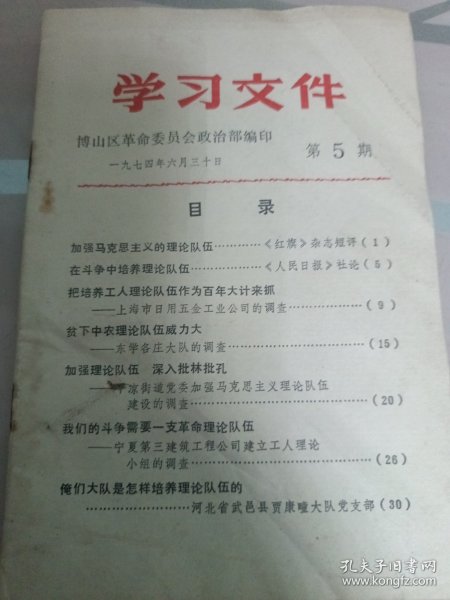 学习文件
博山区革命委员会政治部编印
一九七四年六月三十日
第5期
目 录
加强马克思主义的理论队伍…………《红旗》杂志短评(1)
在斗争中培养理论队伍……………《人民日报》社论(5)
把培养工人理论队伍作为百年大计来抓
——上海市日用五金工业公司的调查……………(9)
贫下中农理论队伍威力大
——东学各庄大队的调查……………………………(15)
加强理论队伍 深入批林批孔
——平凉街道党委加强马克思主义理论队伍
建设的调查……………………………………(20)
我们的斗争需要一支革命理论队伍
——宁夏第三建筑工程公司建立工人理论
小组的调查……………………………………(26)
俺们大队是怎样培养理论队伍的
…………………河北省武邑县贾康疃大队党支部(30)
孔夫子旧书网
www.kongfz.com